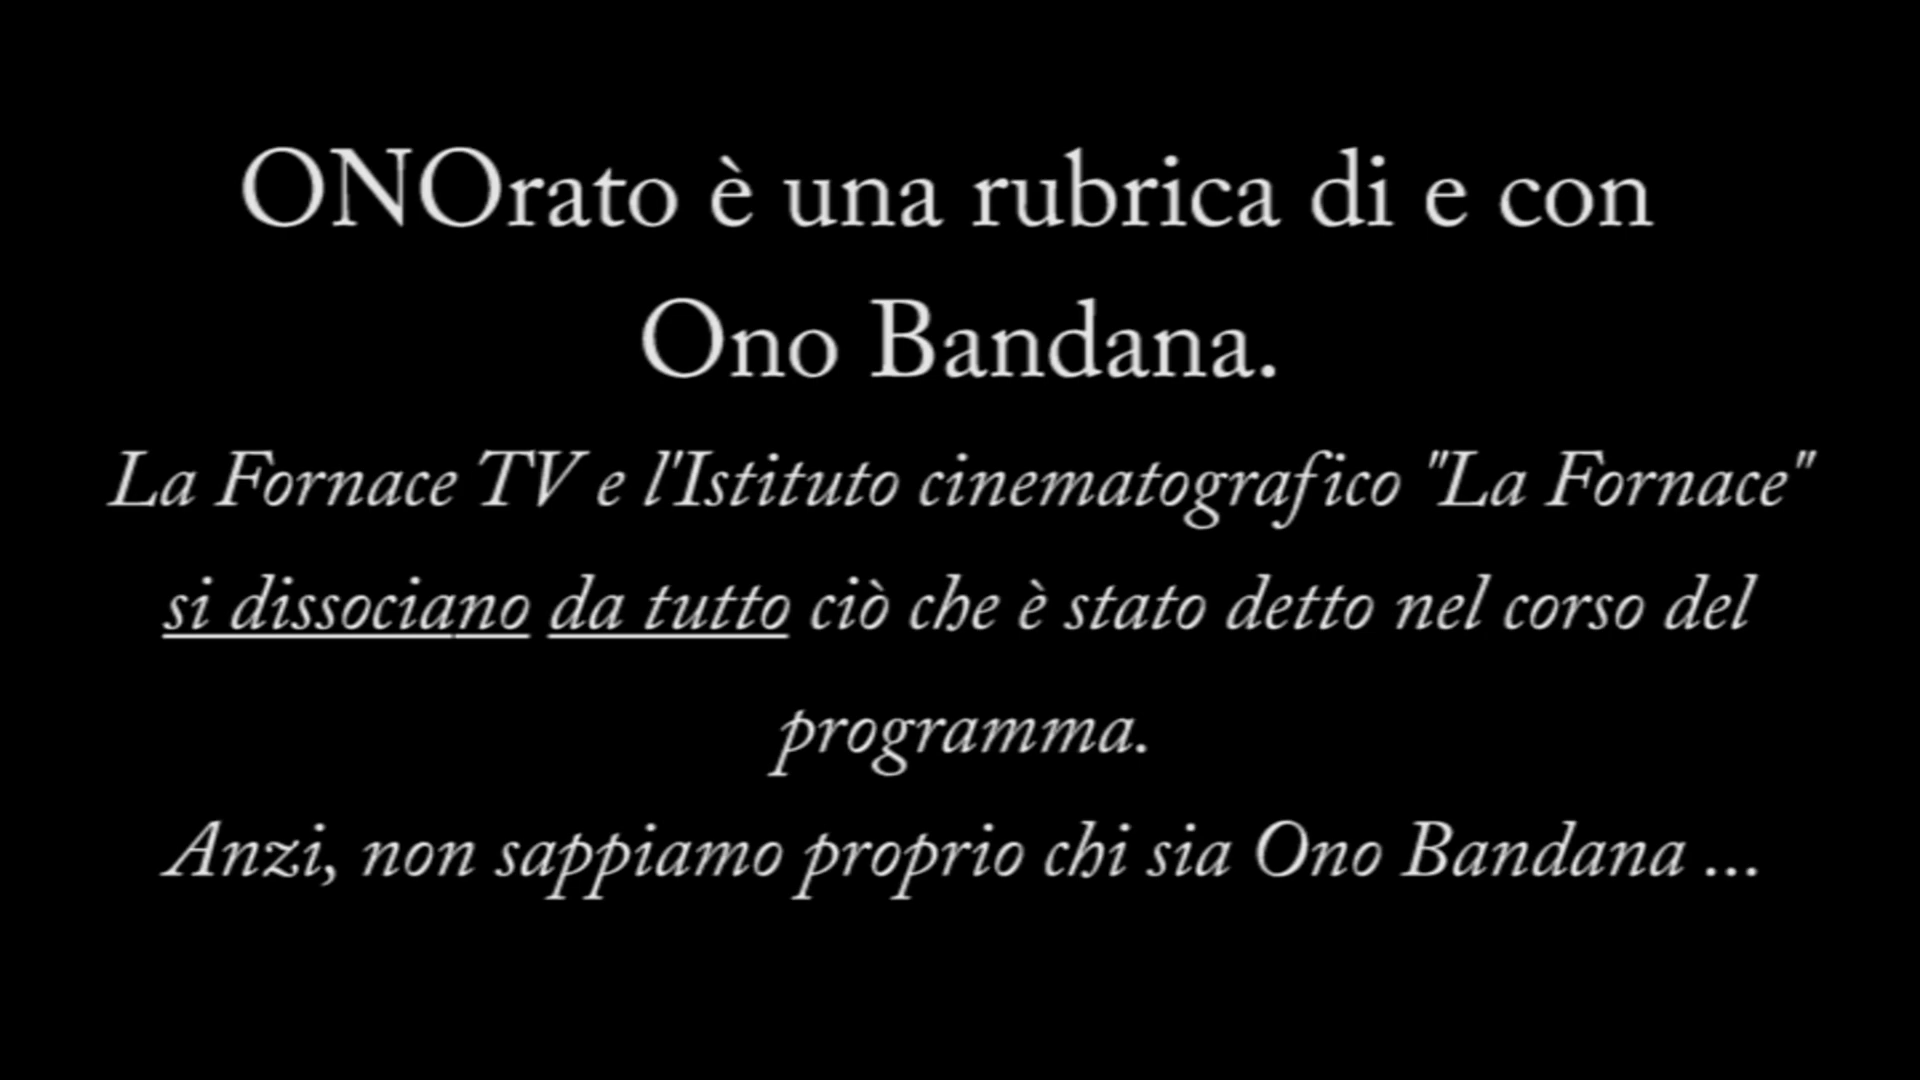 ONOrato è una rubrica di e con
Ono Bandana.
La Fornace TV e l'Istituto cinematografico "La Fornace"
si dissociano da tutto ciò che è stato detto nel corso del
programma.
Anzi, non sappiamo proprio chi sia Ono Bandana ...